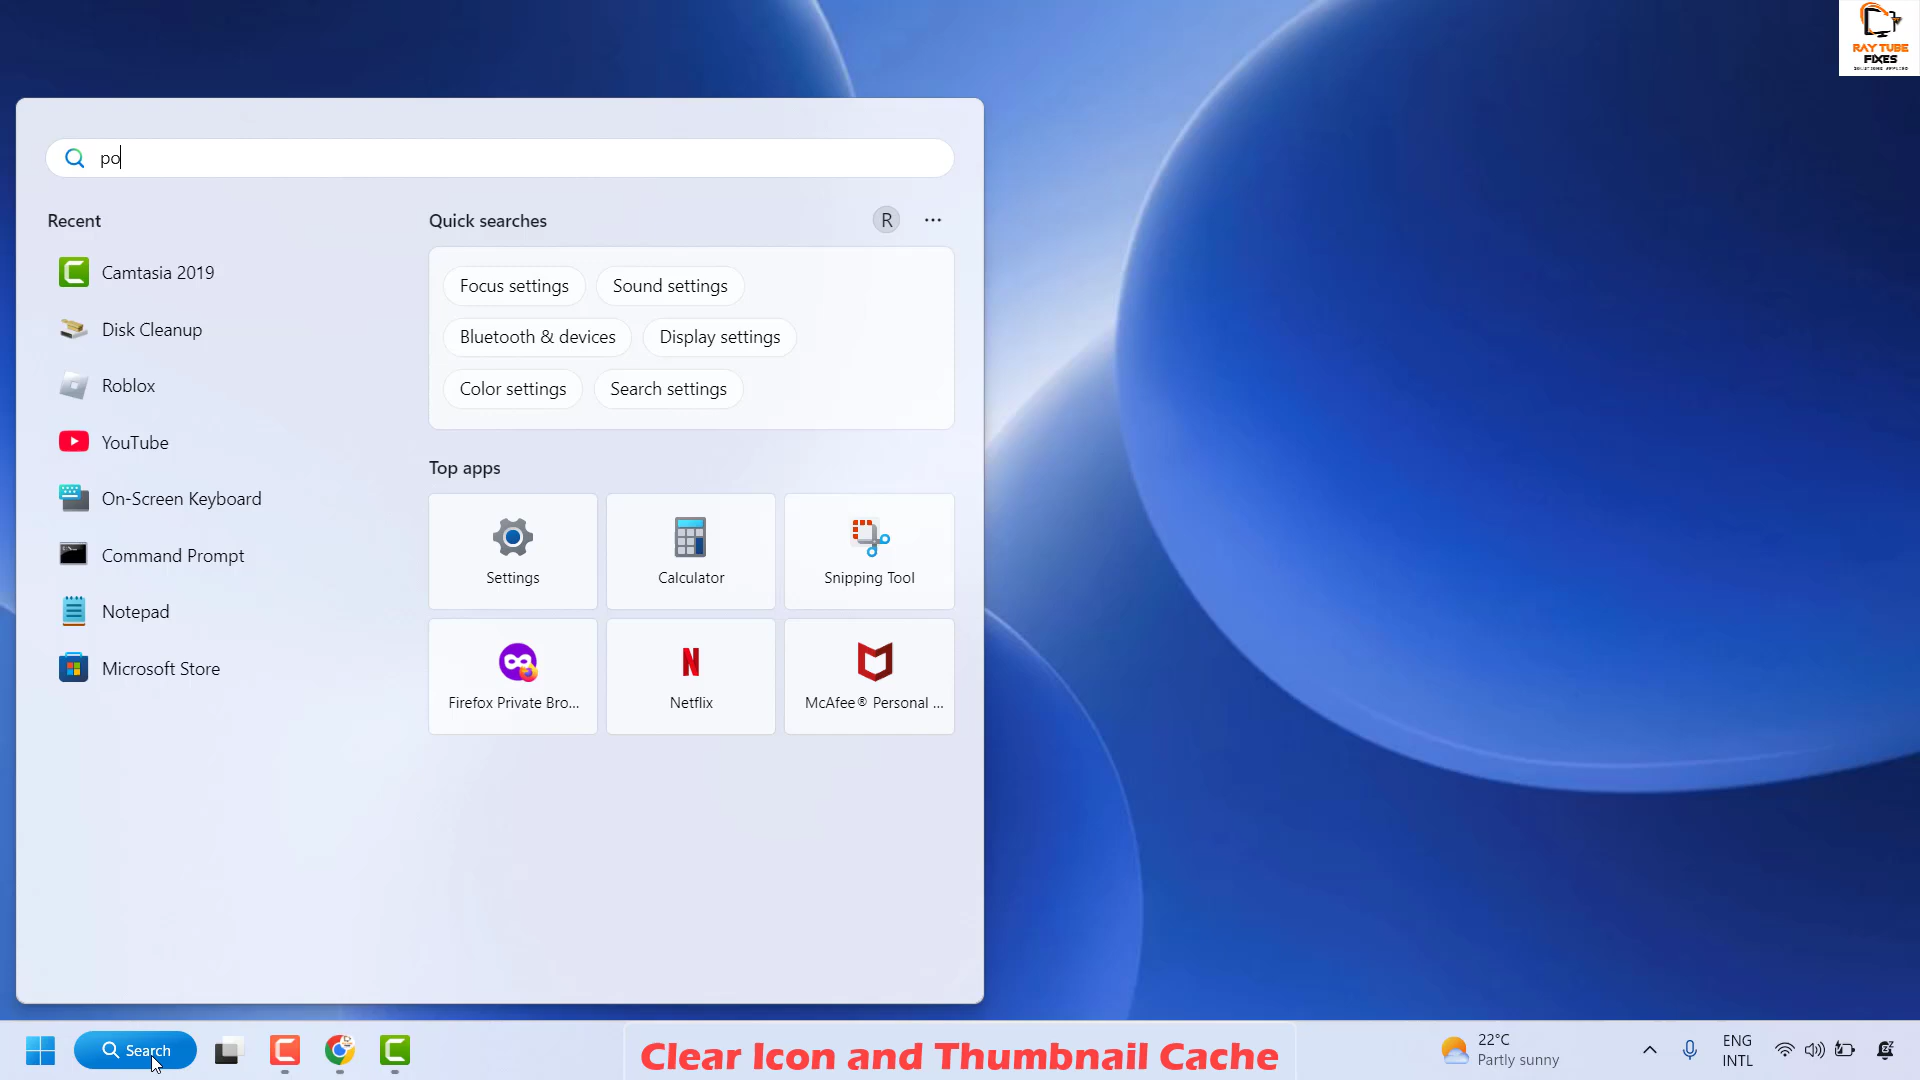 RAY TUBE
FIXES
po
Recent
Camtasia 2019
Disk Cleanup
Roblox
YouTube
On-Screen Keyboard
Command Prompt
Notepad
Microsoft Store
Quick searches
R
Focus settings
Sound settings
Bluetooth & devices
Display settings
Color settings
Search settings
Top apps
Settings
Calculator
Snipping Tool
Firefox Private Bro...
Netflix
McAfee® Personal ...
Search
Clear Icon and Thumbnail Cache
22°C
Partly sunny
ENG
INTL